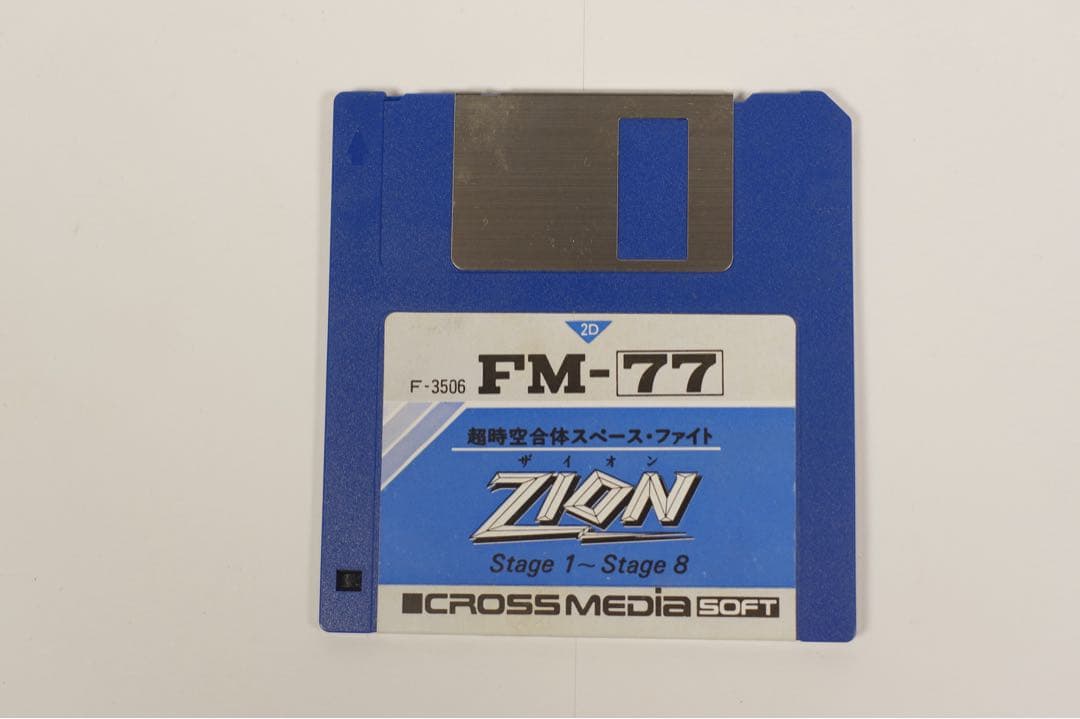 2D
F-3506 FM-77
超時空合体スペース・ファイト
ザイオン
ZION
Stage 1～Stage 8
CROSS MEDIA SOFT